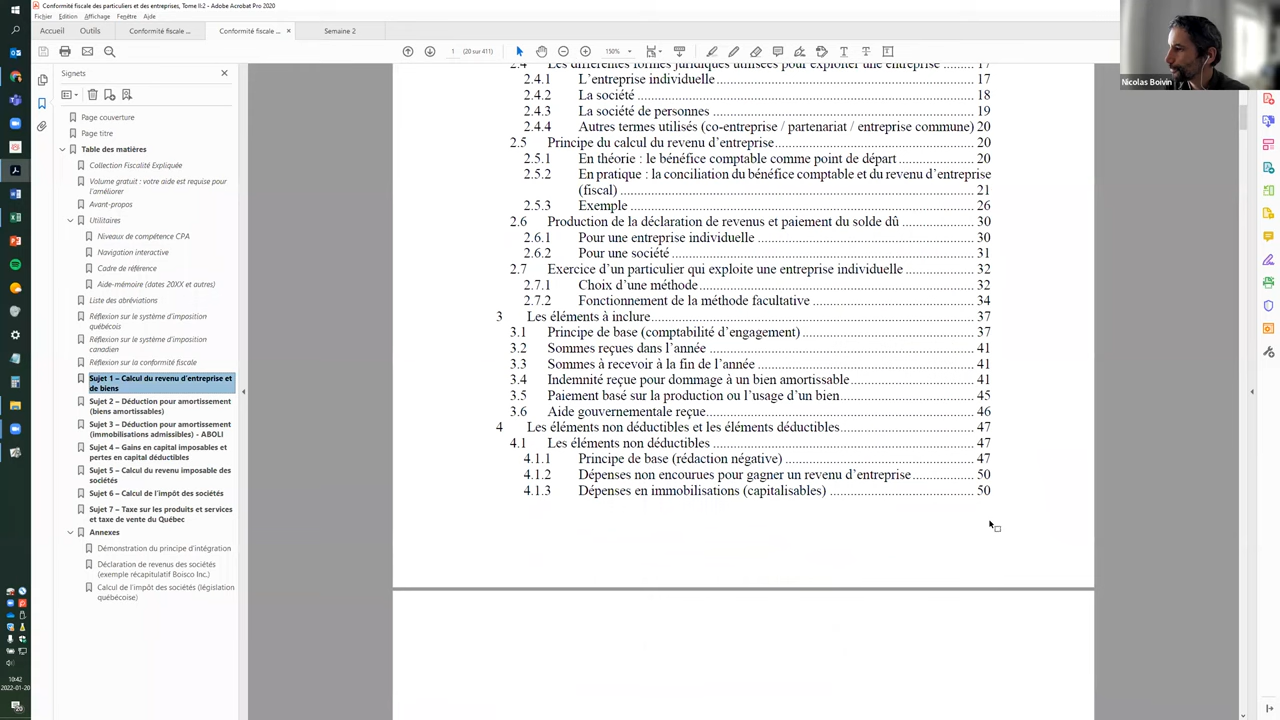 Conformité fiscale des particuliers et des entreprises, Tome II:2 - Adobe Acrobat Pro 2020
Fichier Edition Affichage Fenêtre Aide
Accueil Outils Conformité fiscale ... Conformité fiscale ... × Semaine 2
1 (20 sur 411) 150%
Signets
Page couverture
Page titre
Table des matières
Collection Fiscalité Expliquée
Volume gratuit : votre aide est requise pour l'améliorer
Avant-propos
Utilitaires
Niveaux de compétence CPA
Navigation interactive
Cadre de référence
Aide-mémoire (dates 20XX et autres)
Liste des abréviations
Réflexion sur le système d'imposition
québécois
Réflexion sur le système d'imposition
canadien
Réflexion sur la conformité fiscale
Sujet 1 – Calcul du revenu d'entreprise et
de biens
Sujet 2 – Déduction pour amortissement
(biens amortissables)
Sujet 3 – Déduction pour amortissement
(immobilisations admissibles) - ABOLI
Sujet 4 – Gains en capital imposables et
pertes en capital déductibles
Sujet 5 – Calcul du revenu imposable des
sociétés
Sujet 6 – Calcul de l'impôt des sociétés
Sujet 7 – Taxe sur les produits et services
et taxe de vente du Québec
Annexes
Démonstration du principe d'intégration
Déclaration de revenus des sociétés
(exemple récapitulatif Boisco Inc.)
Calcul de l'impôt des sociétés (législation
québécoise)
2.4 Les différentes formes juridiques utilisées pour exploiter une entreprise ......... 17
2.4.1 L'entreprise individuelle ........ 17
2.4.2 La société ........ 18
2.4.3 La société de personnes ........ 19
2.4.4 Autres termes utilisés (co-entreprise / partenariat / entreprise commune) 20
2.5 Principe du calcul du revenu d'entreprise ........ 20
2.5.1 En théorie : le bénéfice comptable comme point de départ ........ 20
2.5.2 En pratique : la conciliation du bénéfice comptable et du revenu d'entreprise
(fiscal) ........ 21
2.5.3 Exemple ........ 26
2.6 Production de la déclaration de revenus et paiement du solde dû ........ 30
2.6.1 Pour une entreprise individuelle ........ 30
2.6.2 Pour une société ........ 31
2.7 Exercice d'un particulier qui exploite une entreprise individuelle ........ 32
2.7.1 Choix d'une méthode ........ 32
2.7.2 Fonctionnement de la méthode facultative ........ 34
3 Les éléments à inclure ........ 37
3.1 Principe de base (comptabilité d'engagement) ........ 37
3.2 Sommes reçues dans l'année ........ 41
3.3 Sommes à recevoir à la fin de l'année ........ 41
3.4 Indemnité reçue pour dommage à un bien amortissable ........ 41
3.5 Paiement basé sur la production ou l'usage d'un bien ........ 45
3.6 Aide gouvernementale reçue ........ 46
4 Les éléments non déductibles et les éléments déductibles ........ 47
4.1 Les éléments non déductibles ........ 47
4.1.1 Principe de base (rédaction négative) ........ 47
4.1.2 Dépenses non encourues pour gagner un revenu d'entreprise ........ 50
4.1.3 Dépenses en immobilisations (capitalisables) ........ 50
Nicolas Boivin
10:42
2022-01-20